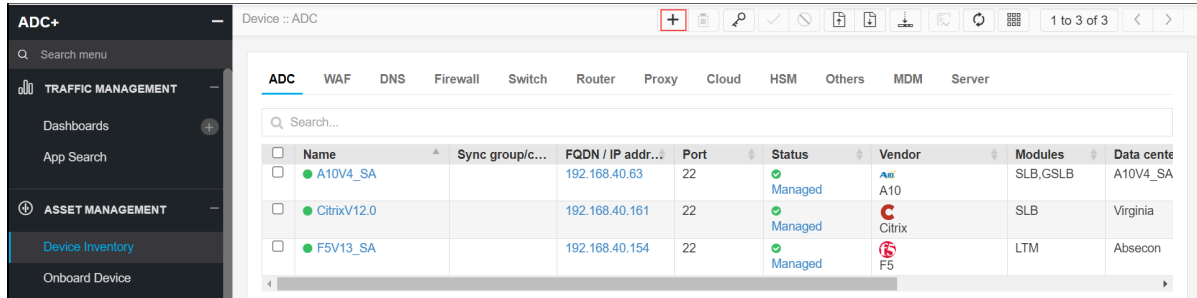 ADC+
Device :: ADC
1 to 3 of 3
Search menu
TRAFFIC MANAGEMENT
Dashboards
App Search
ASSET MANAGEMENT
Device Inventory
Onboard Device
ADC WAF DNS Firewall Switch Router Proxy Cloud HSM Others MDM Server
Search...
Name Sync group/c... FQDN / IP addr... Port Status Vendor Modules Data cente
A10V4_SA 192.168.40.63 22 Managed A10 A10 SLB,GSLB A10V4_SA
CitrixV12.0 192.168.40.161 22 Managed Citrix SLB Virginia
F5V13_SA 192.168.40.154 22 Managed F5 LTM Absecon